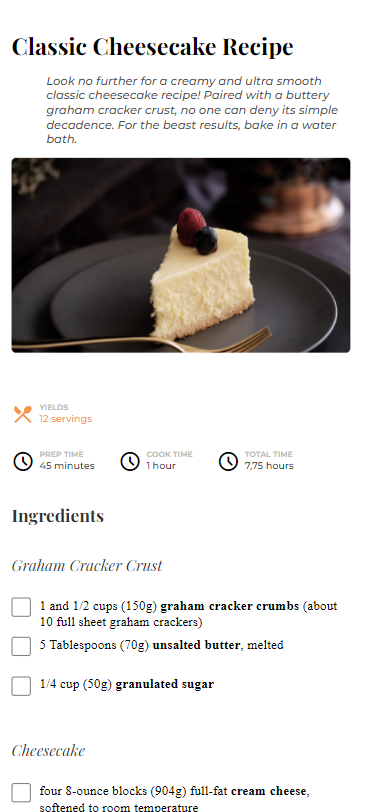 Classic Cheesecake Recipe
Look no further for a creamy and ultra smooth
classic cheesecake recipe! Paired with a buttery
graham cracker crust, no one can deny its simple
decadence. For the beast results, bake in a water
bath.
YIELDS
12 servings
PREP TIME
45 minutes
COOK TIME
1 hour
TOTAL TIME
7,75 hours
Ingredients
Graham Cracker Crust
1 and 1/2 cups (150g) graham cracker crumbs (about
10 full sheet graham crackers)
5 Tablespoons (70g) unsalted butter, melted
1/4 cup (50g) granulated sugar
Cheesecake
four 8-ounce blocks (904g) full-fat cream cheese,
softened to room temperature